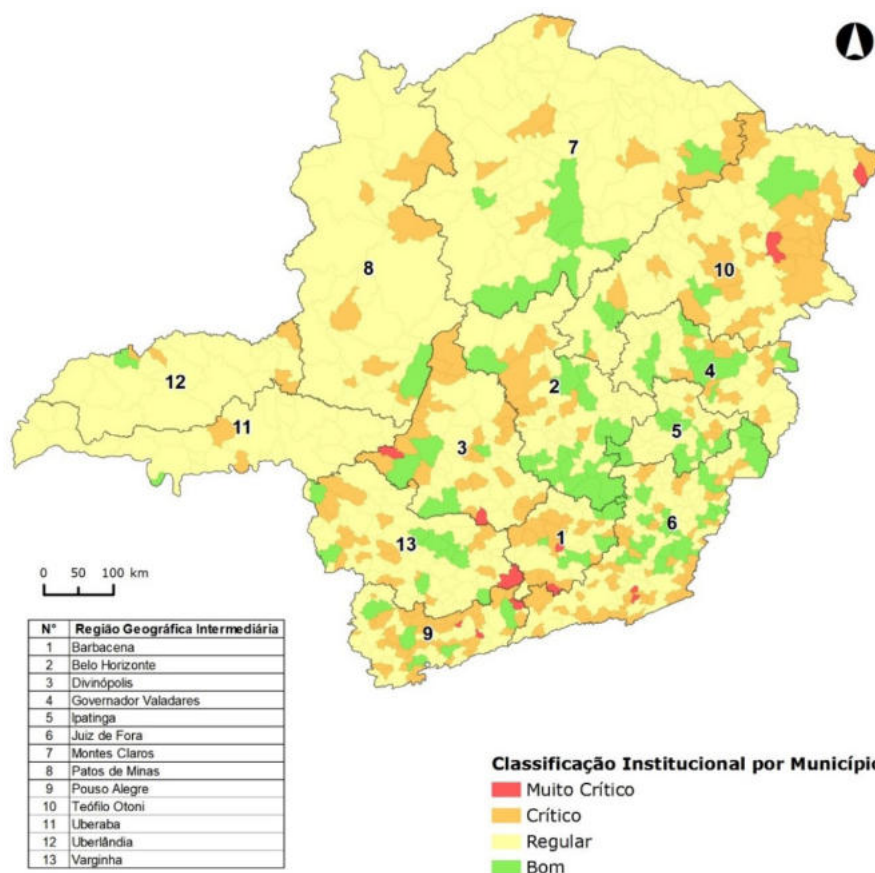 7
10
8
4
2
12
5
11
3
6
1
13
9
0 50 100 km
N° Região Geográfica Intermediária
1 Barbacena
2 Belo Horizonte
3 Divinópolis
4 Governador Valadares
5 Ipatinga
6 Juiz de Fora
7 Montes Claros
8 Patos de Minas
9 Pouso Alegre
10 Teófilo Otoni
11 Uberaba
12 Uberlândia
13 Varginha
Classificação Institucional por Município
Muito Crítico
Crítico
Regular
Bom